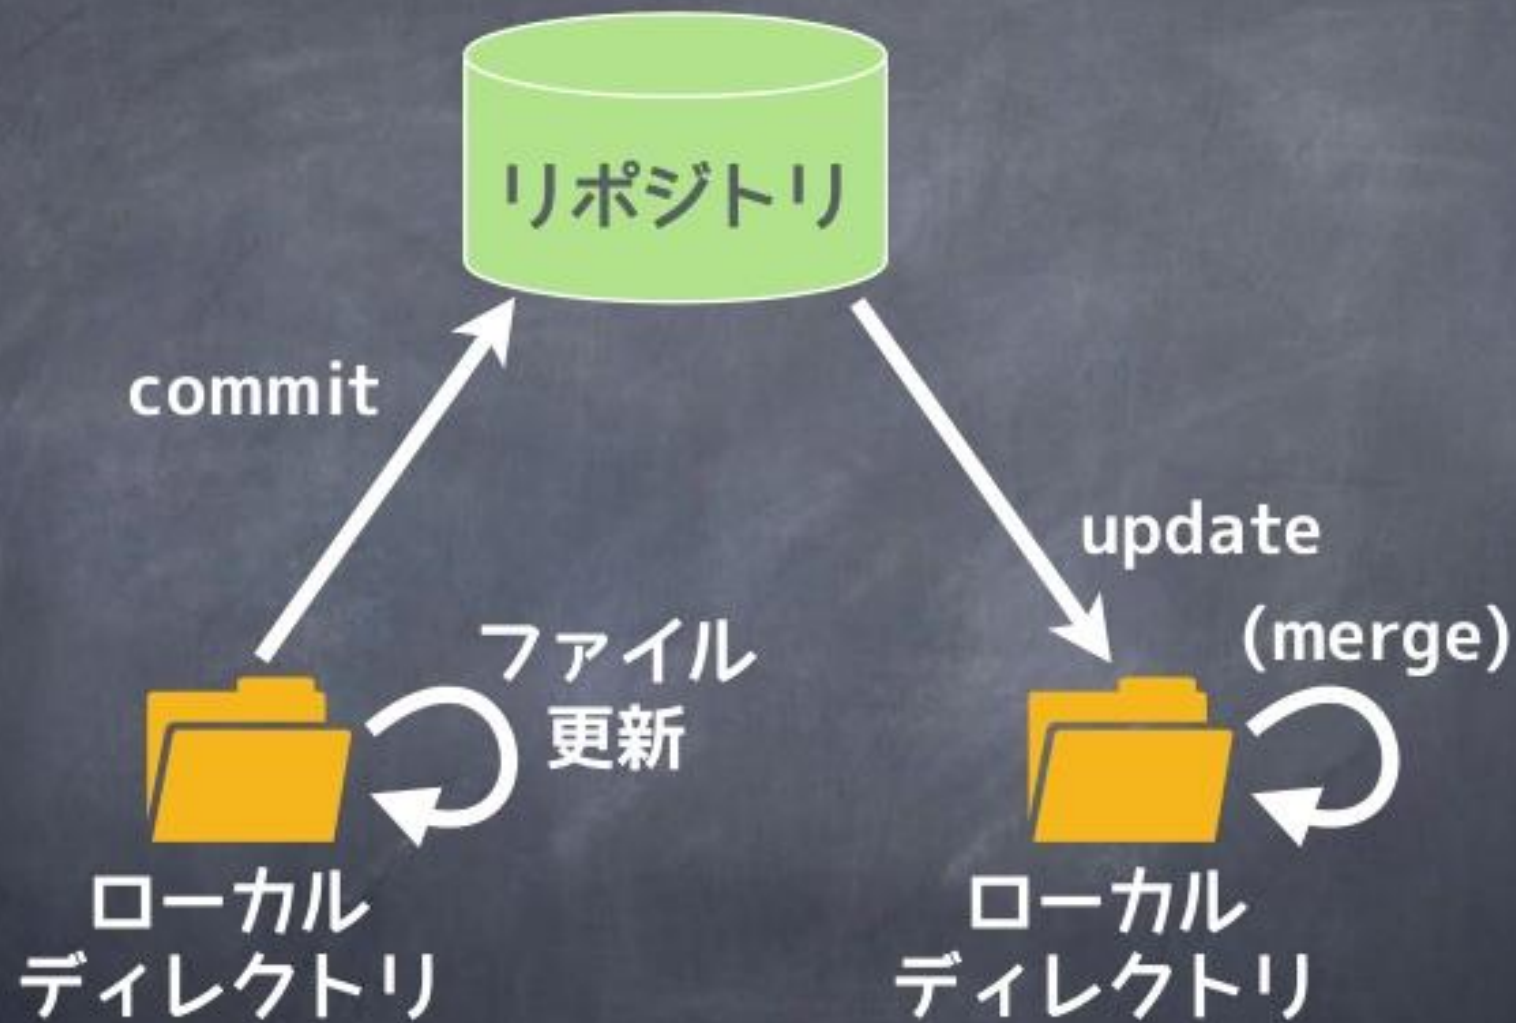 リポジトリ
commit
update
(merge)
ファイル
更新
ローカル
ディレクトリ
ローカル
ディレクトリ